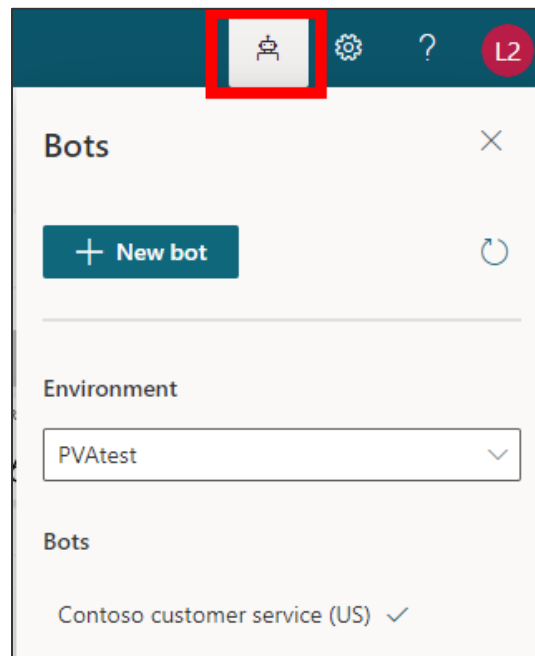 ?
L2
Bots
New bot
Environment
PVAtest
Bots
Contoso customer service (US)